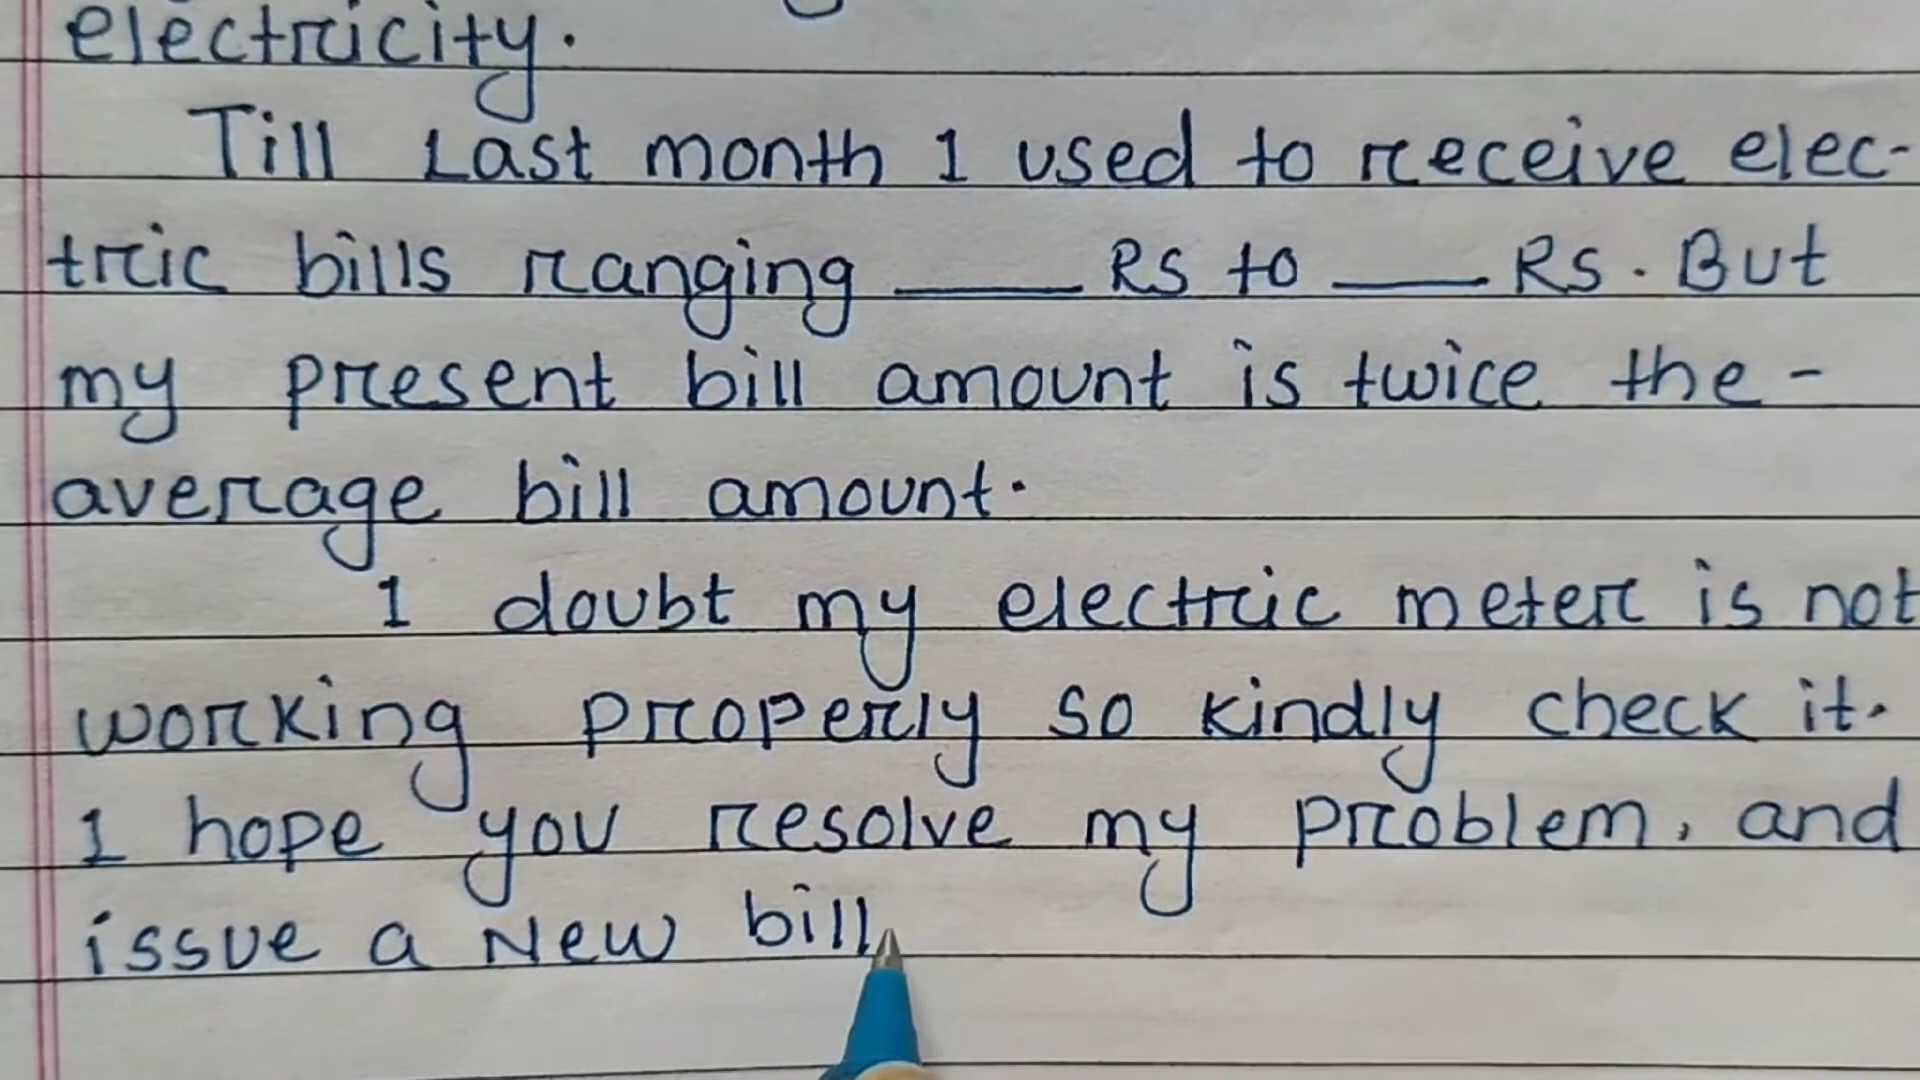 electricity.
Till Last month I used to receive elec-
tric bills ranging ____ Rs to ____ Rs. But
my present bill amount is twice the -
average bill amount.
I doubt my electric meter is not
working properly so kindly check it.
I hope you resolve my problem, and
issue a New bill